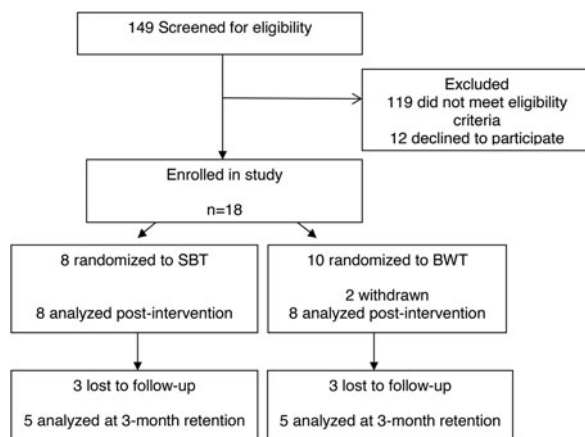 149 Screened for eligibility
Excluded
119 did not meet eligibility
criteria
12 declined to participate
Enrolled in study
n=18
8 randomized to SBT
8 analyzed post-intervention
10 randomized to BWT
2 withdrawn
8 analyzed post-intervention
3 lost to follow-up
5 analyzed at 3-month retention
3 lost to follow-up
5 analyzed at 3-month retention